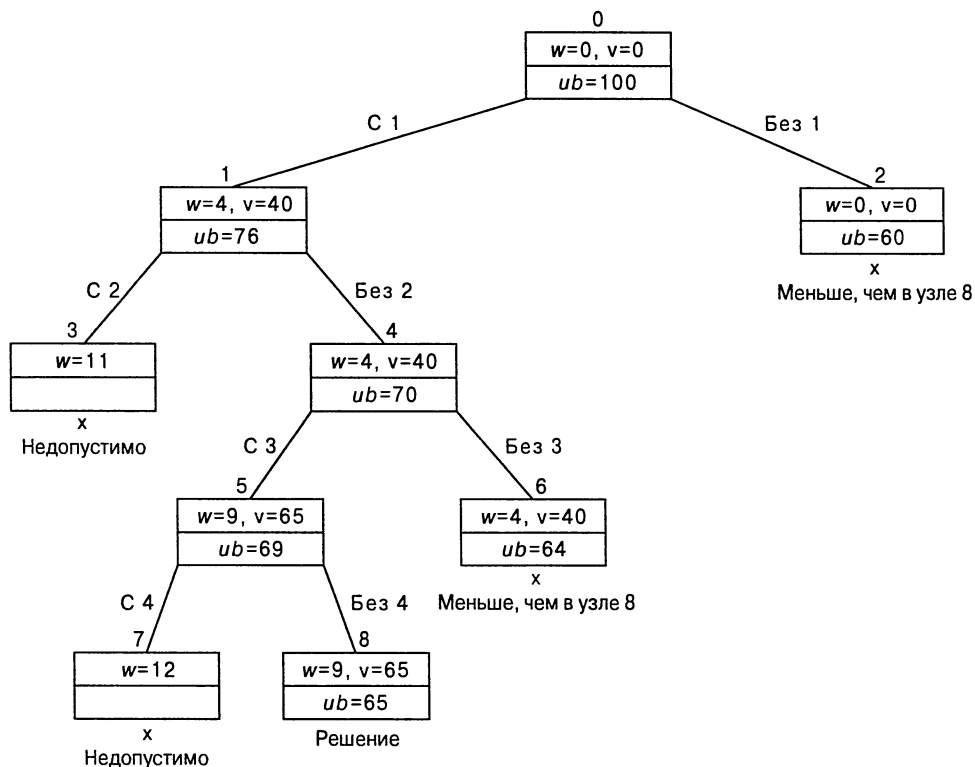 0
w=0, v=0
ub=100
С 1
Без 1
1
w=4, v=40
ub=76
2
w=0, v=0
ub=60
x
Меньше, чем в узле 8
С 2
Без 2
3
w=11
x
Недопустимо
4
w=4, v=40
ub=70
С 3
Без 3
5
w=9, v=65
ub=69
6
w=4, v=40
ub=64
x
Меньше, чем в узле 8
С 4
Без 4
7
w=12
x
Недопустимо
8
w=9, v=65
ub=65
Решение